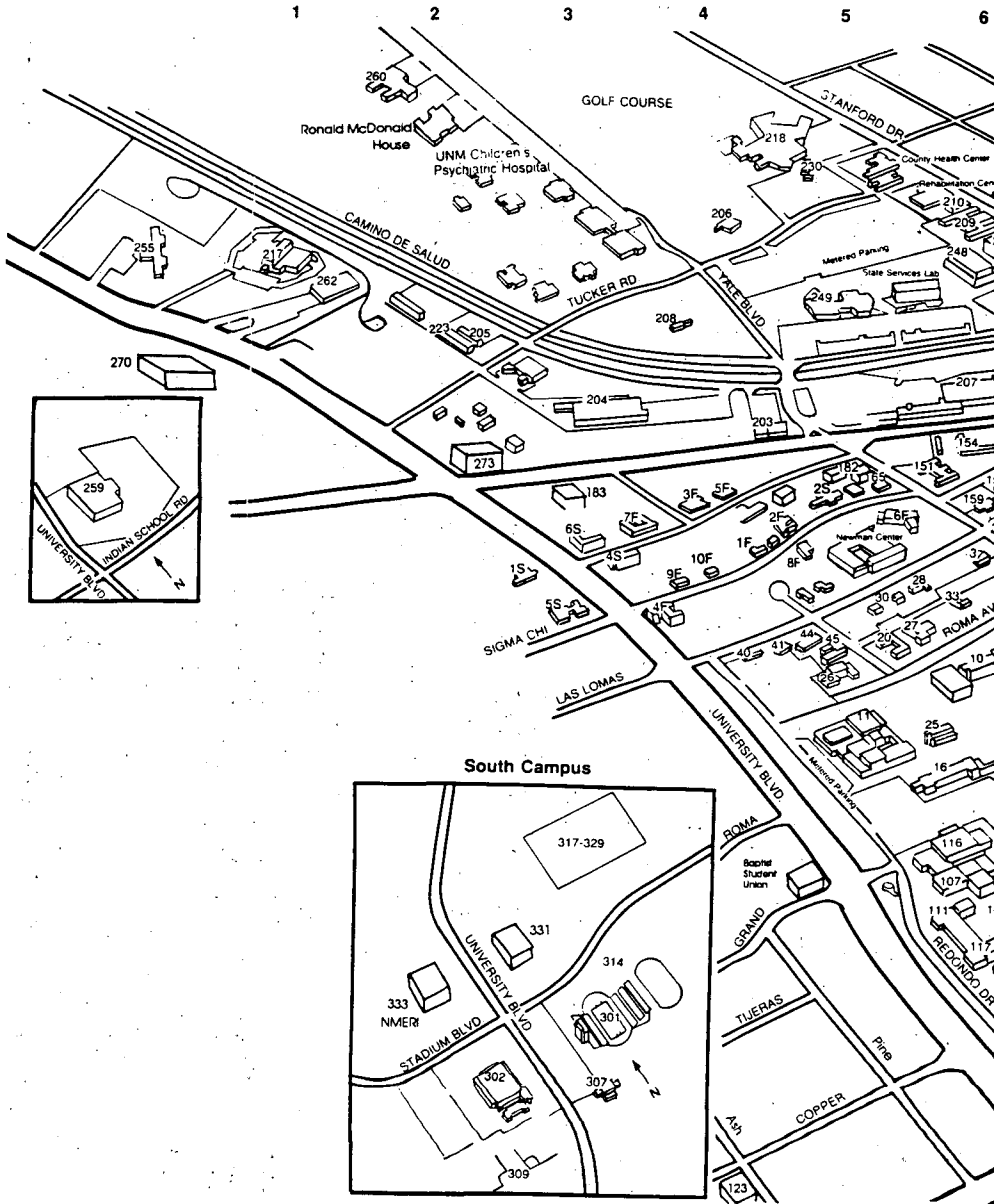 1 2 3 4 5 6
260
GOLF COURSE
STANFORD DR
218
Ronald McDonald
House
UNM Children's
Psychiatric Hospital
230
County Health Center
Rehabilitation Cen
210
209
206
CAMINO DE SALUD
255
217
262
Metered Parking
248
State Services Lab
TUCKER RD
YALE BLVD
249
223
205
208
270
204
203
207
273
183
182
151
154
3F
5F
2S
6S
259
INDIAN SCHOOL RD
UNIVERSITY BLVD.
N
7F
6S
4S
2F
1F
6F
159
Newman Center
8F
10F
9F
1S
5S
4F
SIGMA CHI
28
30
33
27
20
ROMA AV
44
45
41
40
26
10
LAS LOMAS
UNIVERSITY BLVD.
11
25
16
Metered Parking
South Campus
317-329
ROMA
Baptist
Student
Union
116
107
111
117
REDONDO DR
GRAND
331
UNIVERSITY BLVD
314
333
NMERI
301
STADIUM BLVD
302
307
N
309
TIJERAS
Pine
COPPER
Ash
123